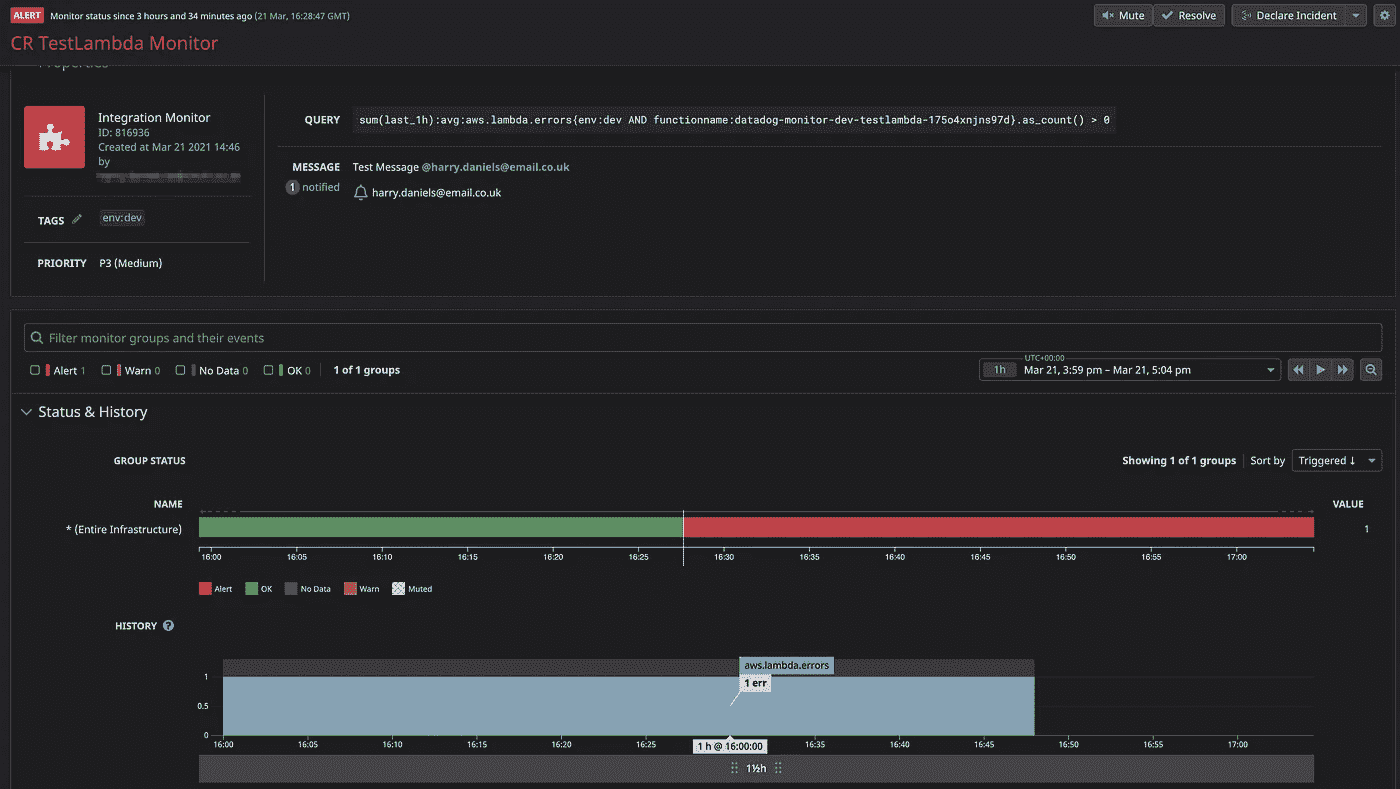 ALERT Monitor status since 3 hours and 34 minutes ago (21 Mar, 16:28:47 GMT)
Mute Resolve Declare Incident
CR TestLambda Monitor
Properties
Integration Monitor
ID: 816936
Created at Mar 21 2021 14:46
by
TAGS env:dev
PRIORITY P3 (Medium)
QUERY sum(last_1h):avg:aws.lambda.errors{env:dev AND functionname:datadog-monitor-dev-testlambda-175o4xnjns97d}.as_count() > 0
MESSAGE Test Message @harry.daniels@email.co.uk
1 notified harry.daniels@email.co.uk
Filter monitor groups and their events
Alert 1 Warn 0 No Data 0 OK 0 1 of 1 groups
UTC+00:00
1h Mar 21, 3:59 pm – Mar 21, 5:04 pm
Status & History
GROUP STATUS
Showing 1 of 1 groups Sort by Triggered ↓
NAME VALUE
* (Entire Infrastructure) 1
16:00 16:05 16:10 16:15 16:20 16:25 16:30 16:35 16:40 16:45 16:50 16:55 17:00
Alert OK No Data Warn Muted
HISTORY ?
aws.lambda.errors
1 err
1
0.5
0
16:00 16:05 16:10 16:15 16:20 16:25 1 h @ 16:00:00 16:35 16:40 16:45 16:50 16:55 17:00
1½h